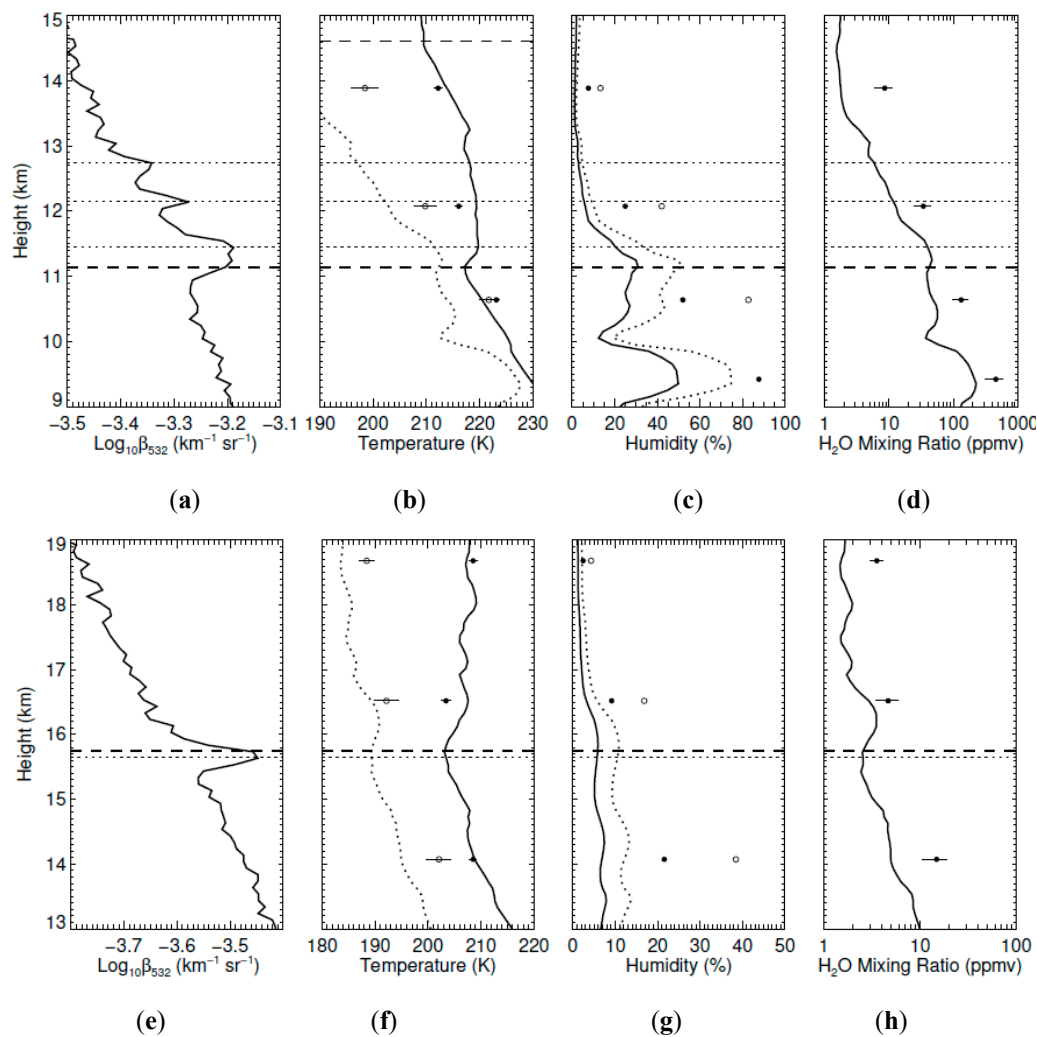 15
14
13
12
11
10
9
Height (km)
−3.5 −3.4 −3.3 −3.2 −3.1
Log₁₀β₅₃₂ (km⁻¹ sr⁻¹)
190 200 210 220 230
Temperature (K)
0 20 40 60 80 100
Humidity (%)
1 10 100 1000
H₂O Mixing Ratio (ppmv)
(a) (b) (c) (d)
19
18
17
16
15
14
13
Height (km)
−3.7 −3.6 −3.5
Log₁₀β₅₃₂ (km⁻¹ sr⁻¹)
180 190 200 210 220
Temperature (K)
0 10 20 30 40 50
Humidity (%)
1 10 100
H₂O Mixing Ratio (ppmv)
(e) (f) (g) (h)